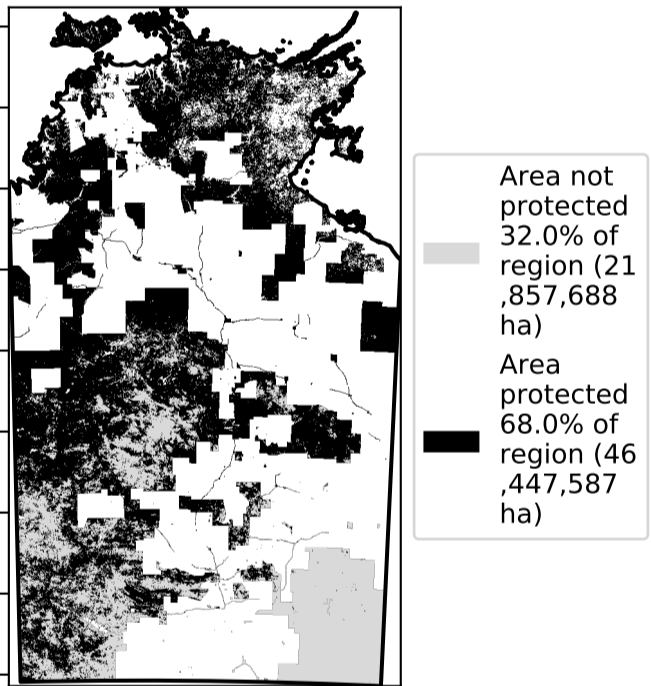 Area not
protected
32.0% of
region (21
,857,688
ha)
Area
protected
68.0% of
region (46
,447,587
ha)